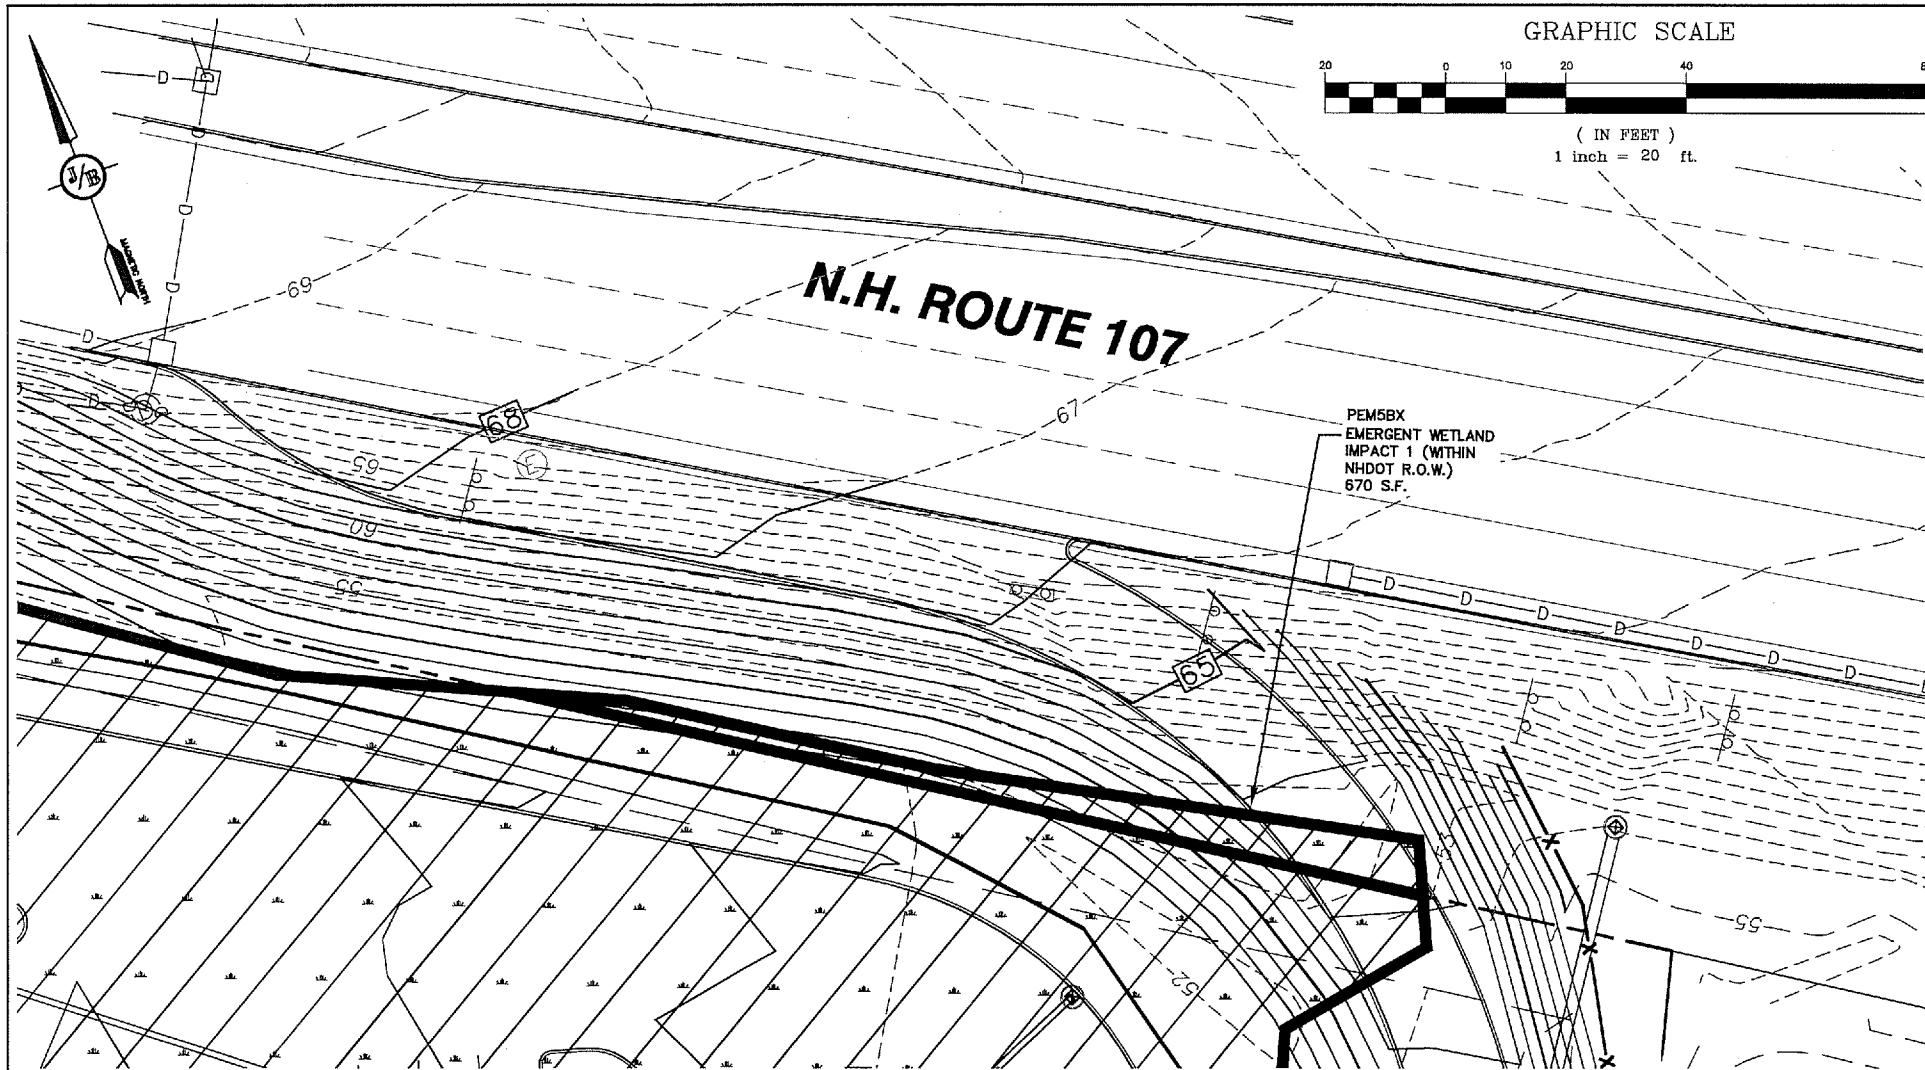 GRAPHIC SCALE
20 0 10 20 40
( IN FEET )
1 inch = 20 ft.
J/B
MAGNETIC NORTH
D
D
D
D
D
D
69
N.H. ROUTE 107
D
68
67
PEM5BX
EMERGENT WETLAND
IMPACT 1 (WITHIN
NHDOT R.O.W.)
670 S.F.
65
E
60
55
D D D D D D D
65
53
55
52